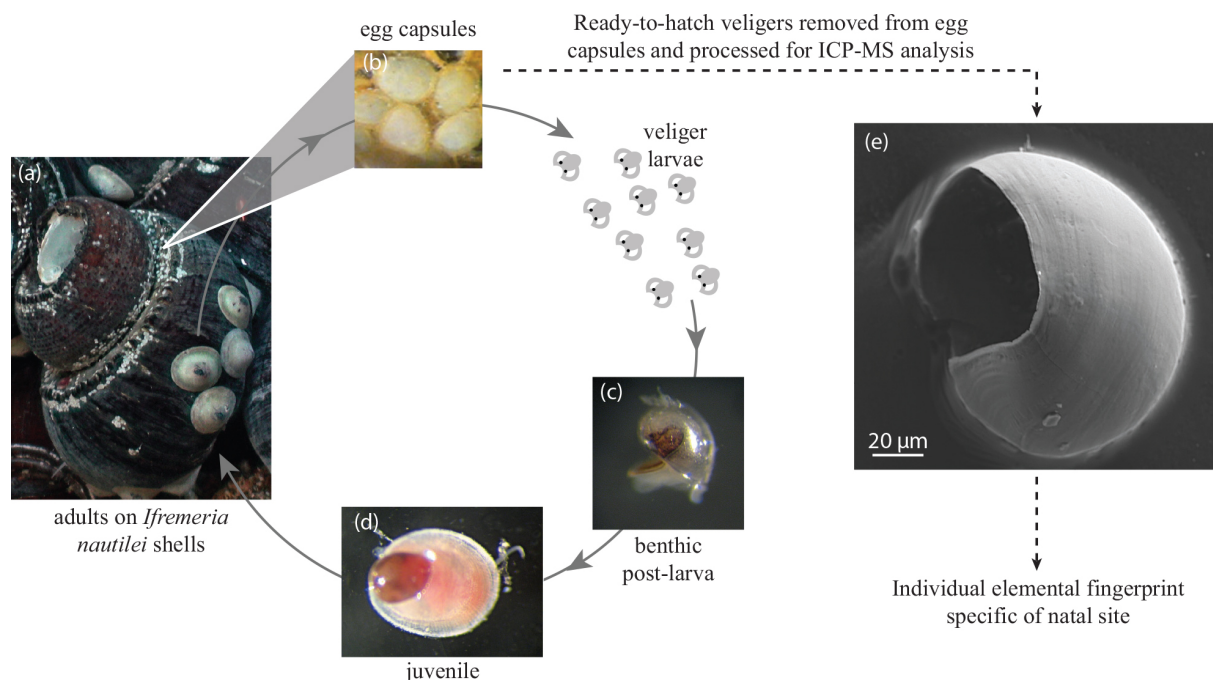 egg capsules
Ready-to-hatch veligers removed from egg
capsules and processed for ICP-MS analysis
(b)
veliger
larvae
(e)
(a)
(c)
20 µm
adults on Ifremeria
nautilei shells
(d)
benthic
post-larva
Individual elemental fingerprint
specific of natal site
juvenile